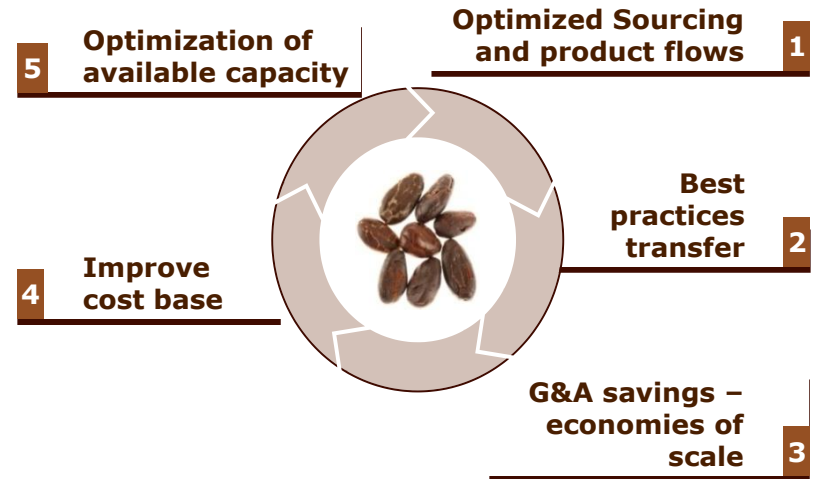 1
Optimized Sourcing
and product flows
2
Best
practices
transfer
3
G&A savings –
economies of
scale
4
Improve
cost base
5
Optimization of
available capacity